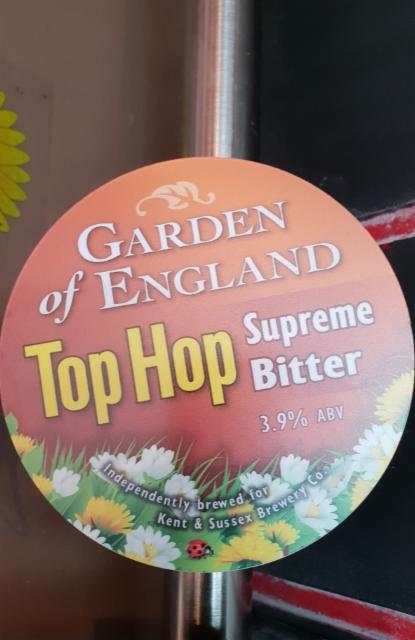 GARDEN
of ENGLAND
Top Hop
Supreme
Bitter
3.9% ABV
Independently brewed for
Kent & Sussex Brewery Co.